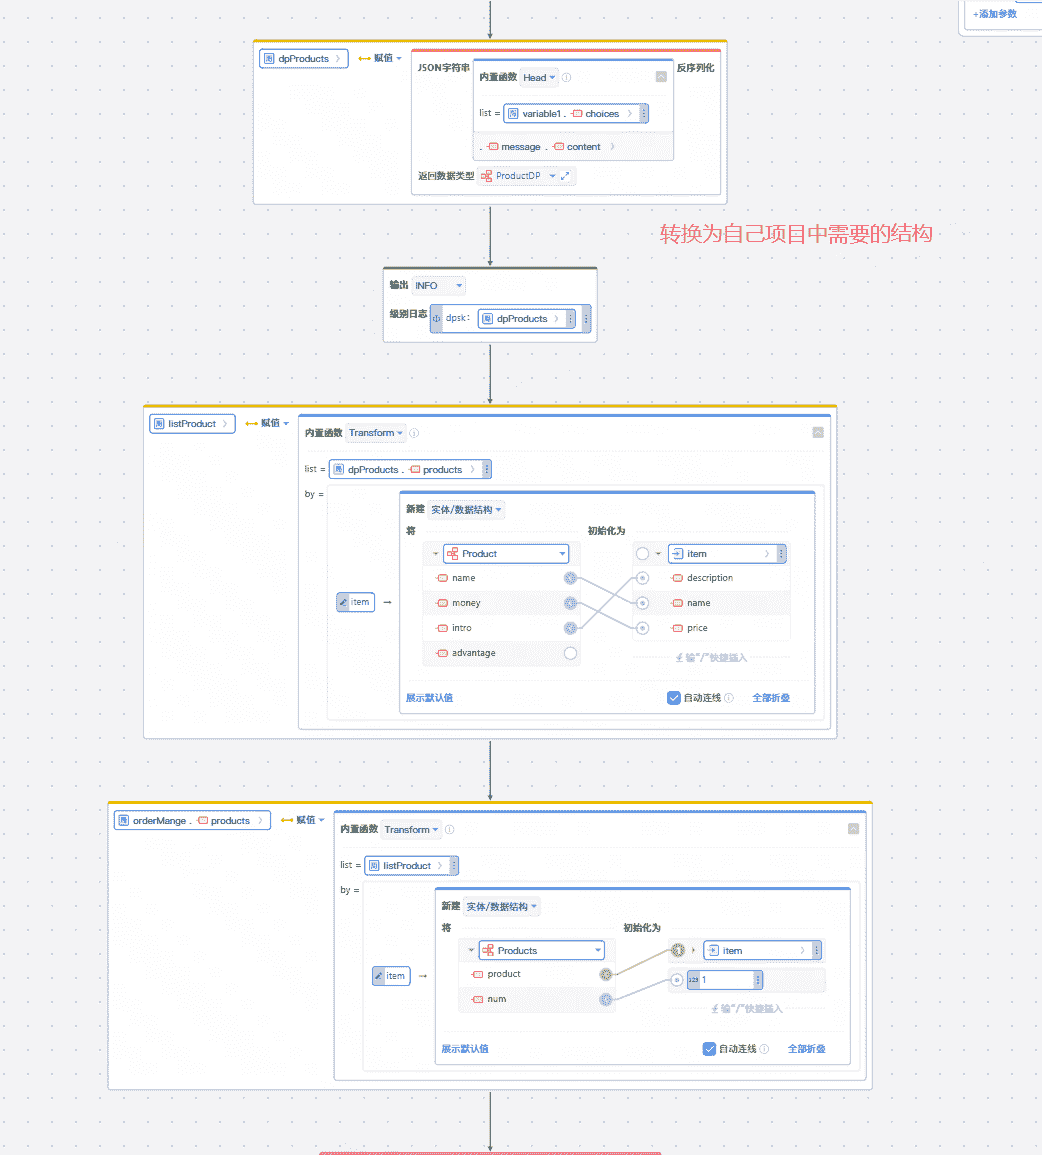 +添加参数
dpProducts 赋值 JSON字符串 内置函数 Head 反序列化
list = variable1 . choices
. message . content
返回数据类型 ProductDP
转换为自己项目中需要的结构
输出 INFO
级别日志 dpsk: dpProducts
listProduct 赋值 内置函数 Transform
list = dpProducts . products
by =
新建 实体/数据结构
将 初始化为
Product item
name description
item → money name
intro price
advantage
输"/"快捷插入
展示默认值 自动连线 全部折叠
orderMange . products 赋值 内置函数 Transform
list = listProduct
by =
新建 实体/数据结构
将 初始化为
Products item
item → product 123 1
num
输"/"快捷插入
展示默认值 自动连线 全部折叠